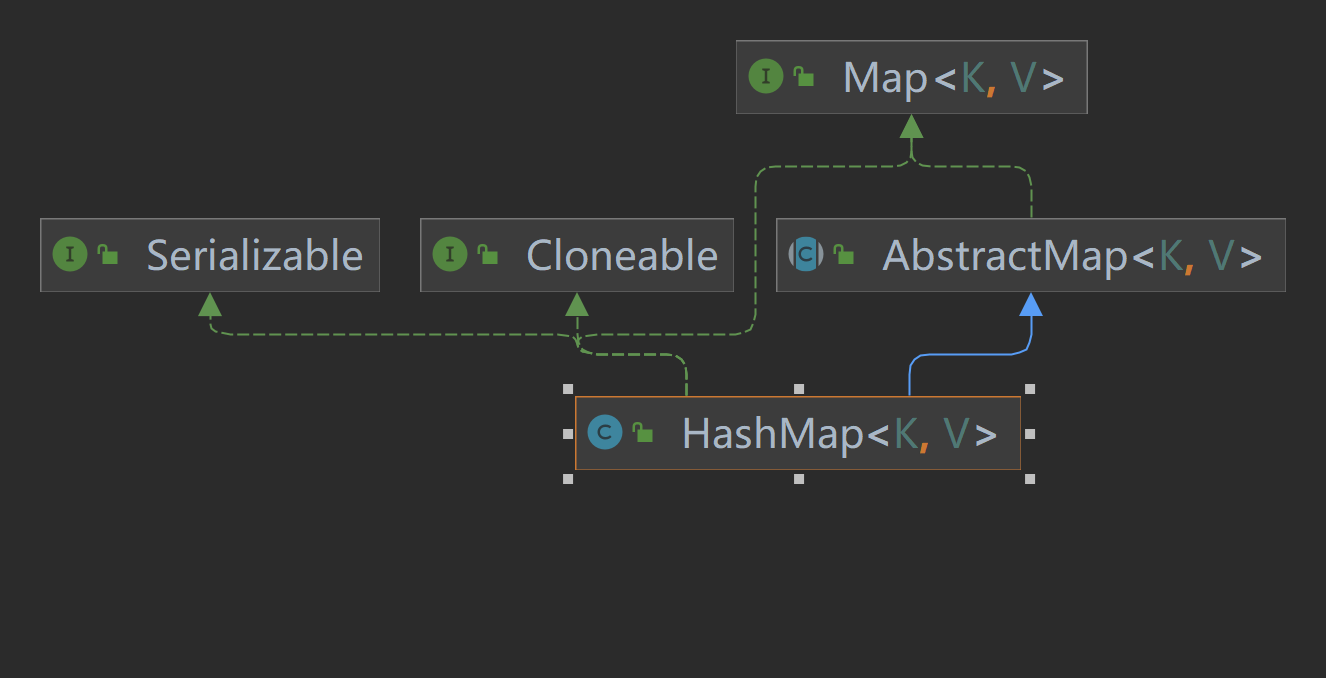 Map<K, V>
Serializable
Cloneable
AbstractMap<K, V>
HashMap<K, V>